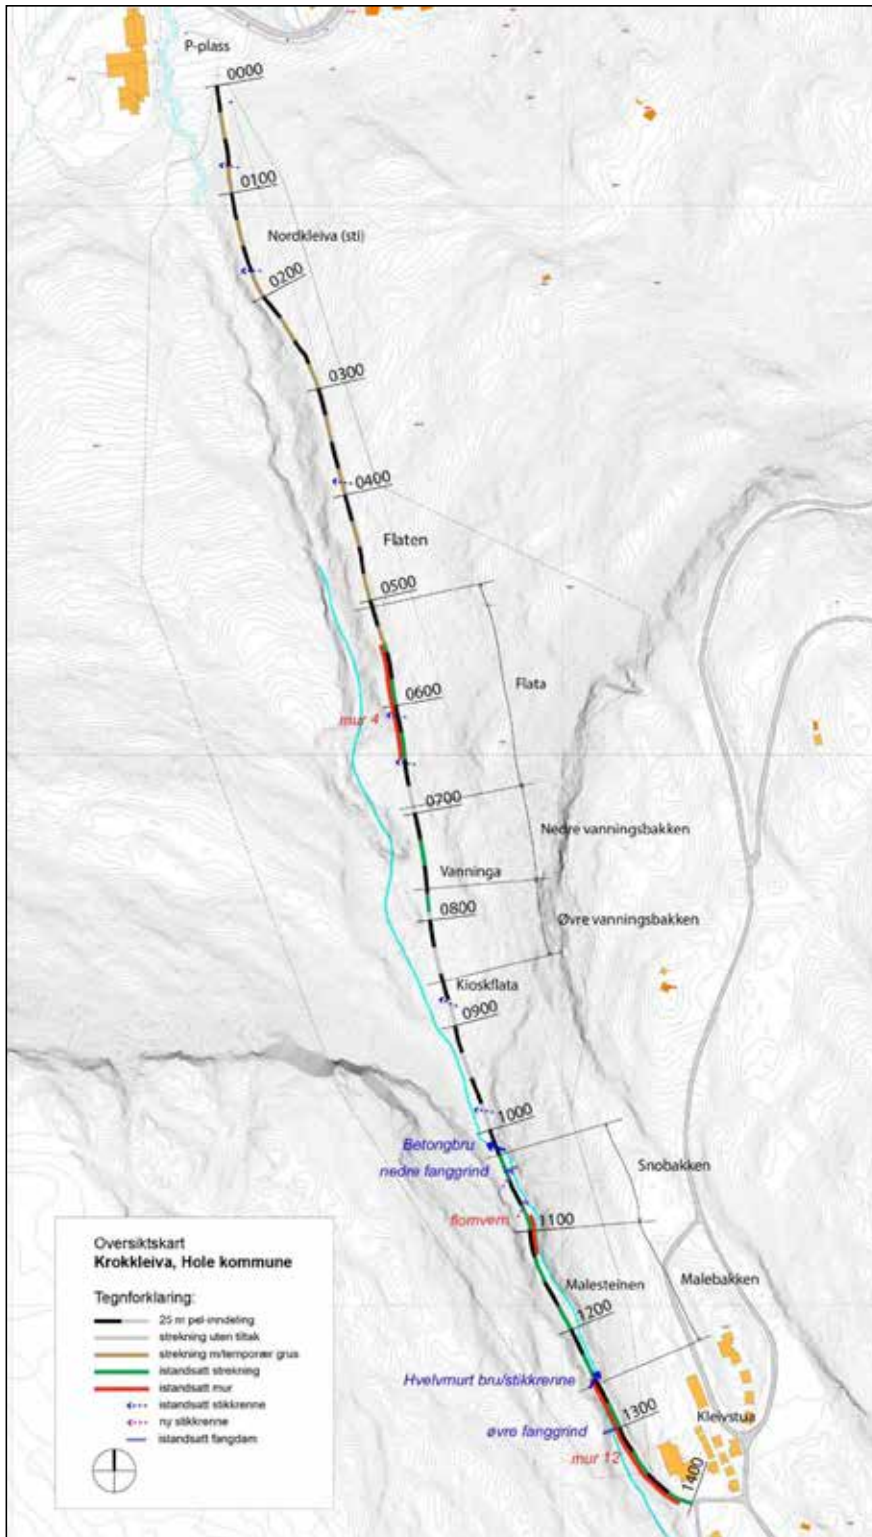 P-plass
0000
0100
Nordkleiva (sti)
0200
0300
0400
Flaten
0500
Flata
0600
mur 4
0700
Nedre vanningsbakken
Vanninga
0800
Øvre vanningsbakken
Kioskflata
0900
1000
Betongbru
nedre fanggrind
Snobakken
flomvern
1100
Malesteinen
Malebakken
1200
Hvelvmurt bru/stikkrenne
1300
Kleivstua
øvre fanggrind
mur 12
1400
Oversiktskart
Krokkleiva, Hole kommune
Tegnforklaring:
25 m pel-inndeling
strekning uten tiltak
strekning m/temporær grus
istandsatt strekning
istandsatt mur
istandsatt stikkrenne
ny stikkrenne
istandsatt fangdam